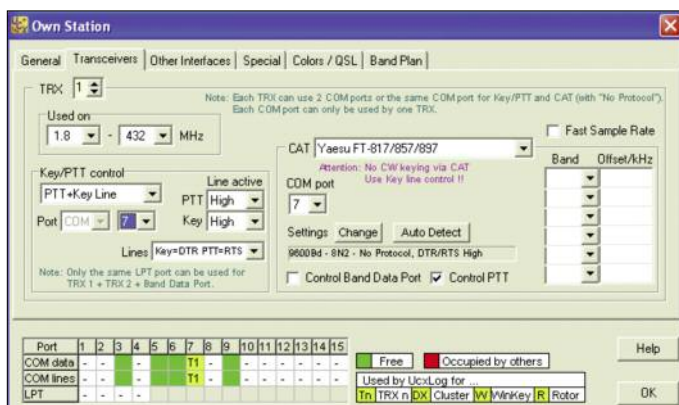 Own Station
General Transceivers Other Interfaces Special Colors / QSL Band Plan
TRX 1
Note: Each TRX can use 2 COM ports or the same COM port for Key/PTT and CAT (with "No Protocol").
Each COM port can only be used by one TRX.
Used on
1.8 - 432 MHz
Fast Sample Rate
CAT Yaesu FT-817/857/897
Attention: No CW keying via CAT
Use Key line control !!
Band Offset/kHz
Key/PTT control
PTT+Key Line
Line active
PTT High
Port COM 7
Key High
Lines Key=DTR PTT=RTS
Note: Only the same LPT port can be used for
TRX 1 + TRX 2 + Band Data Port.
COM port
7
Settings Change Auto Detect
9600Bd - 8N2 - No Protocol, DTR/RTS High
Control Band Data Port Control PTT
Port 1 2 3 4 5 6 7 8 9 10 11 12 13 14 15
COM data - - - T1 - - - - - - -
COM lines - - - T1 - - - - - - -
LPT - - - -
Free Occupied by others
Used by UcxLog for ...
Tn TRX n DX Cluster W WinKey R Rotor
Help
OK